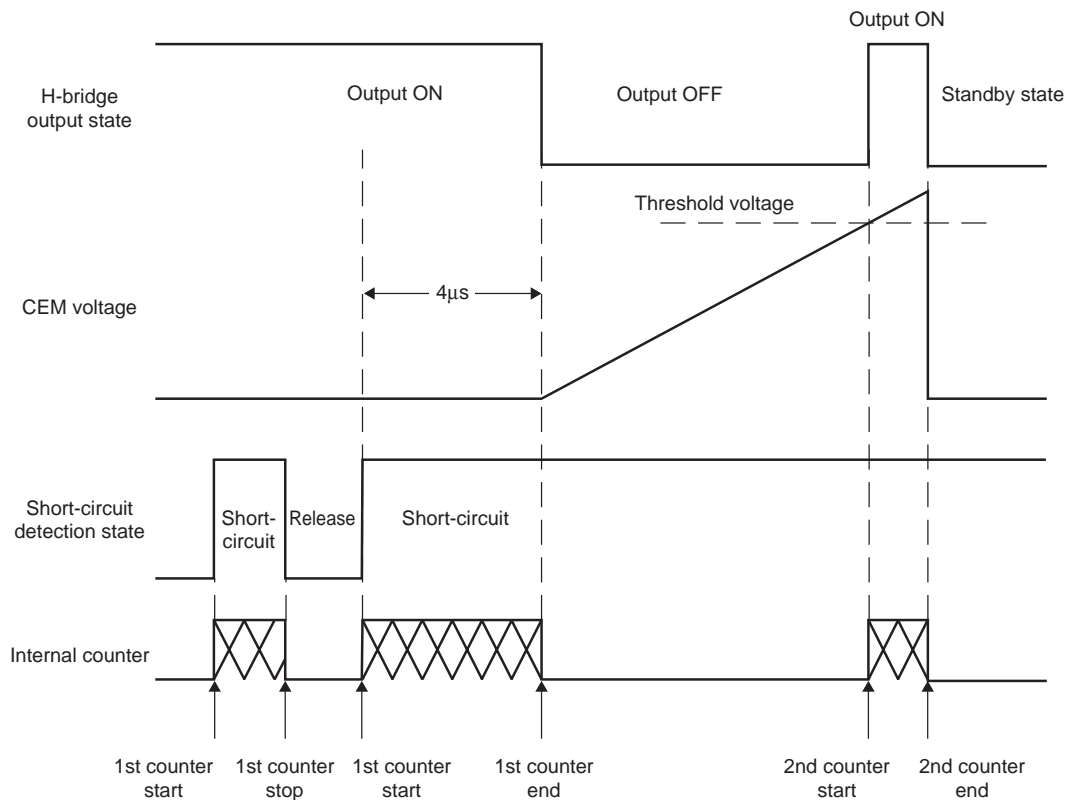 Output ON
H-bridge
output state
Output ON
Output OFF
Standby state
Threshold voltage
CEM voltage
4μs
Short-circuit
detection state
Short-
circuit
Release
Short-circuit
Internal counter
1st counter
start
1st counter
stop
1st counter
start
1st counter
end
2nd counter
start
2nd counter
end